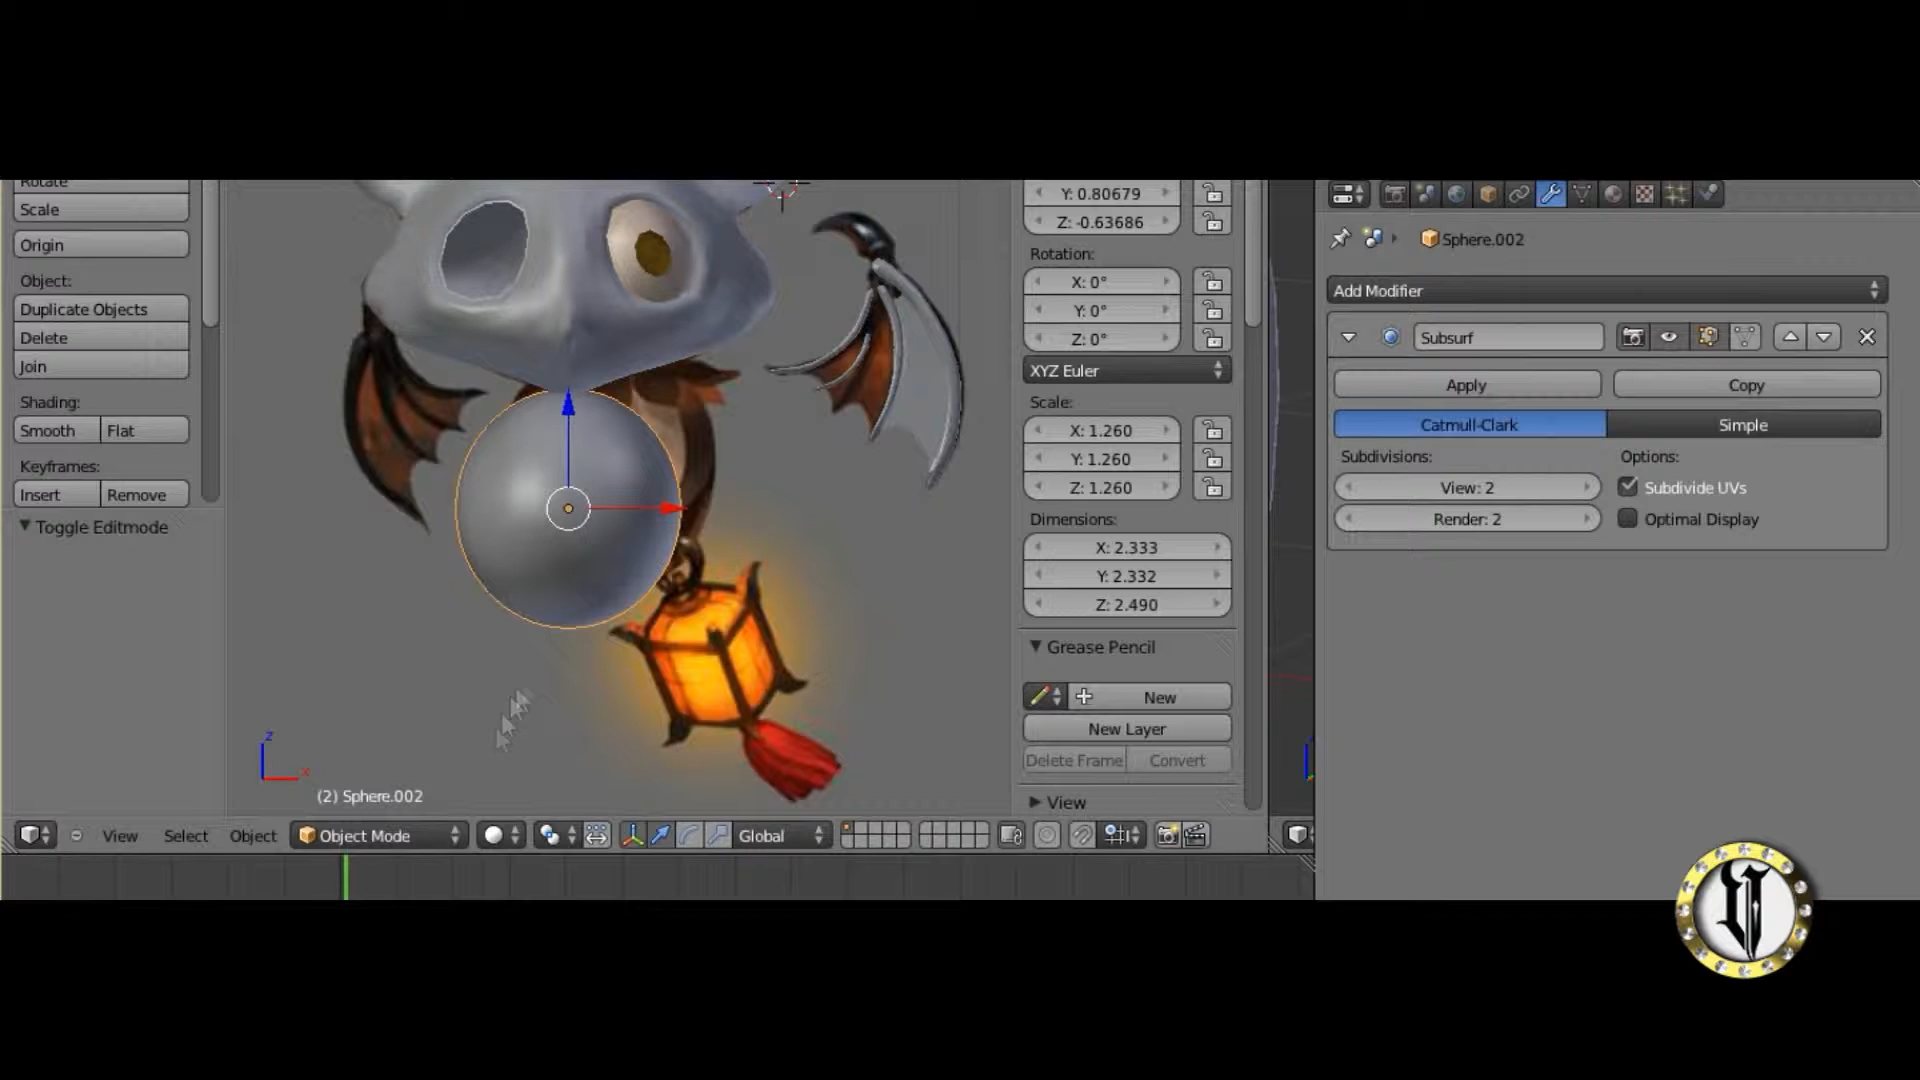 Rotate
Scale
Origin
Object:
Duplicate Objects
Delete
Join
Shading:
Smooth Flat
Keyframes:
Insert Remove
Toggle Editmode
z
x
(2) Sphere.002
View Select Object Object Mode Global
Y: 0.80679
Z: -0.63686
Rotation:
X: 0°
Y: 0°
Z: 0°
XYZ Euler
Scale:
X: 1.260
Y: 1.260
Z: 1.260
Dimensions:
X: 2.333
Y: 2.332
Z: 2.490
Grease Pencil
New
New Layer
Delete Frame Convert
View
Sphere.002
Add Modifier
Subsurf
Apply Copy
Catmull-Clark Simple
Subdivisions: Options:
View: 2 Subdivide UVs
Render: 2 Optimal Display